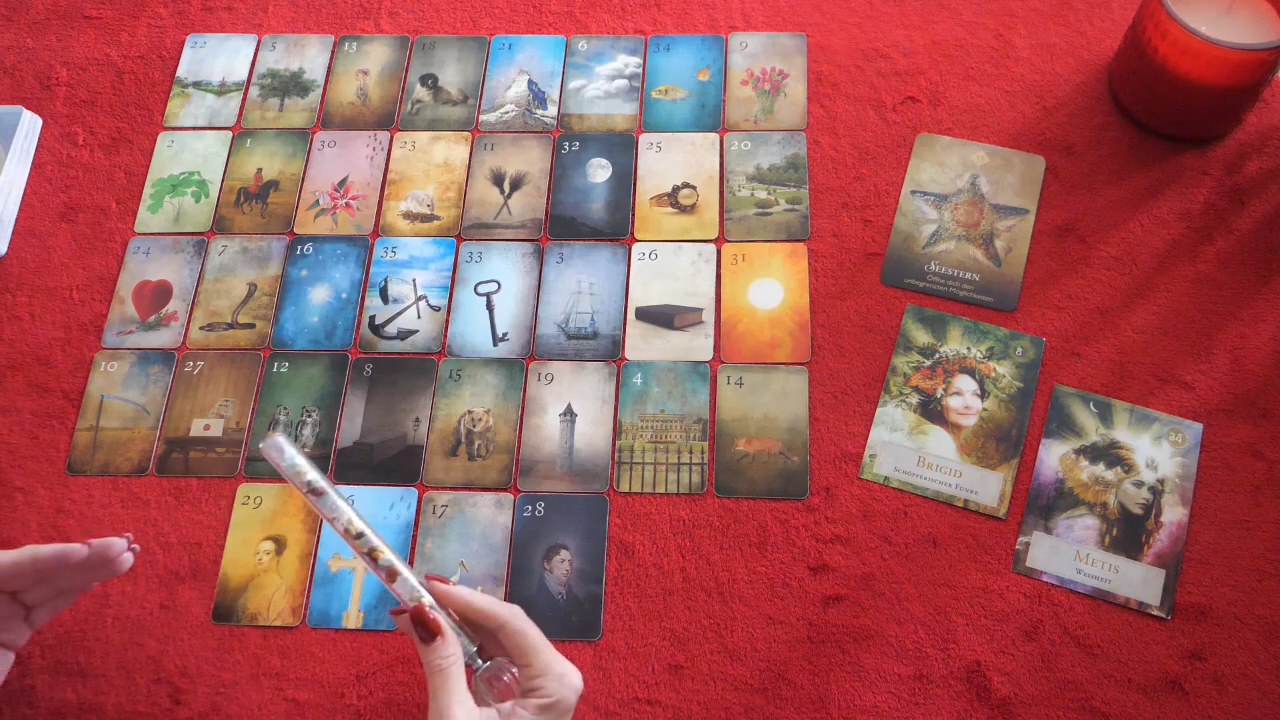 22 5 13 18 21 6 34 9
2 1 30 23 11 32 25 20
24 7 16 35 33 3 26 31
10 27 12 8 15 19 4 14
29 6 17 28
SEESTERN
Öffne dich den
unbegrenzten Möglichkeiten
8
BRIGID
SCHÖPFERISCHER FUNKE
34
METIS
WEISHEIT